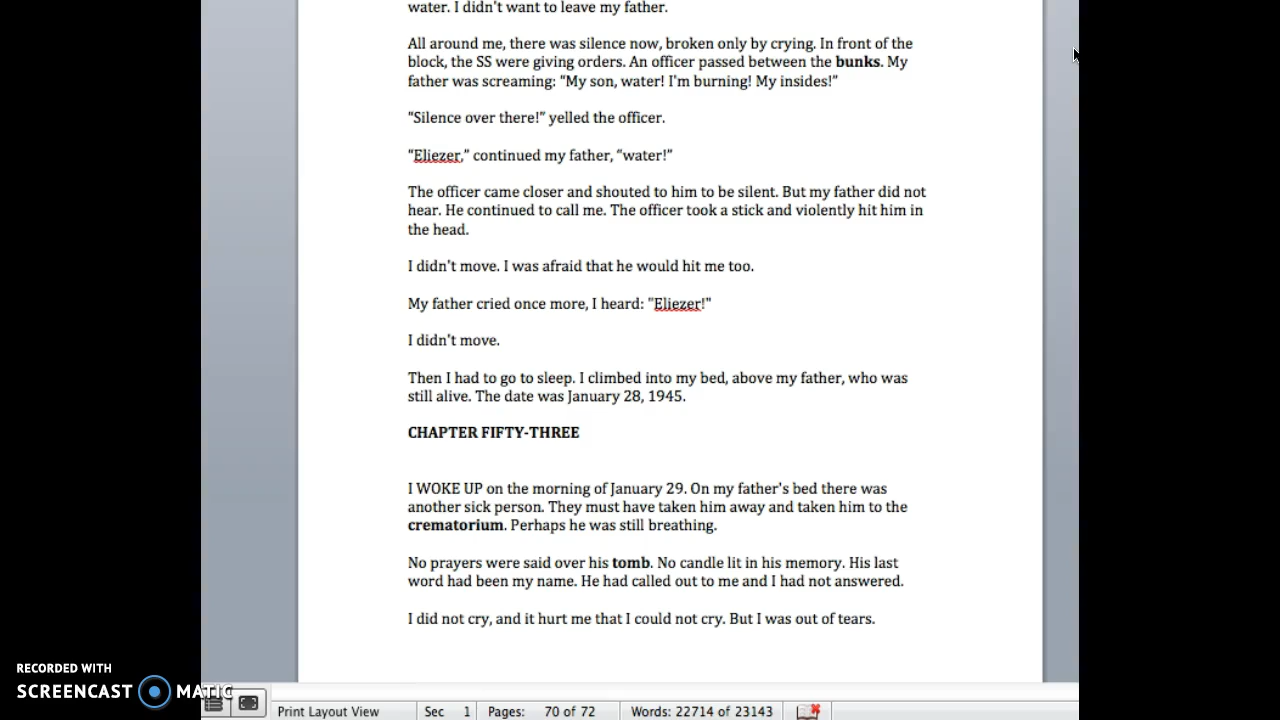 water. I didn't want to leave my father.
All around me, there was silence now, broken only by crying. In front of the
block, the SS were giving orders. An officer passed between the bunks. My
father was screaming: “My son, water! I'm burning! My insides!”
“Silence over there!” yelled the officer.
“Eliezer,” continued my father, “water!”
The officer came closer and shouted to him to be silent. But my father did not
hear. He continued to call me. The officer took a stick and violently hit him in
the head.
I didn't move. I was afraid that he would hit me too.
My father cried once more, I heard: "Eliezer!"
I didn't move.
Then I had to go to sleep. I climbed into my bed, above my father, who was
still alive. The date was January 28, 1945.
CHAPTER FIFTY-THREE
I WOKE UP on the morning of January 29. On my father's bed there was
another sick person. They must have taken him away and taken him to the
crematorium. Perhaps he was still breathing.
No prayers were said over his tomb. No candle lit in his memory. His last
word had been my name. He had called out to me and I had not answered.
I did not cry, and it hurt me that I could not cry. But I was out of tears.
RECORDED WITH
SCREENCAST MATIC
Print Layout View Sec 1 Pages: 70 of 72 Words: 22714 of 23143